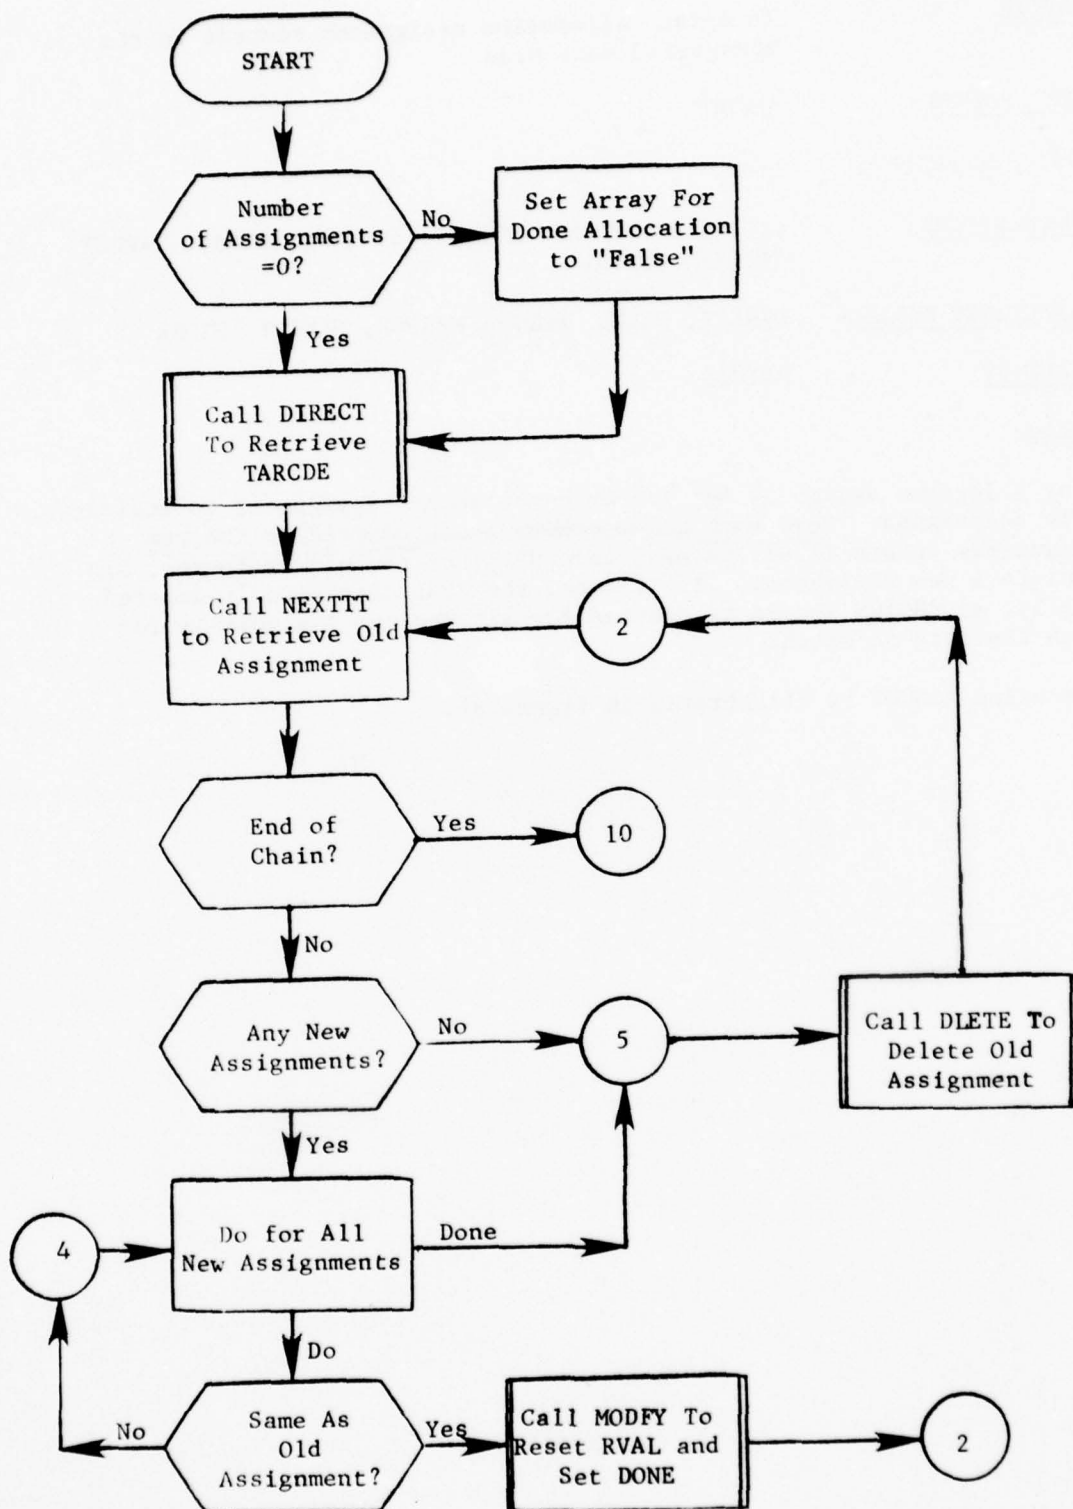 START
Number
of Assignments
=0?
No
Set Array For
Done Allocation
to "False"
Yes
Call DIRECT
To Retrieve
TARCDE
Call NEXTTT
to Retrieve Old
Assignment
2
End of
Chain?
Yes
10
No
Any New
Assignments?
No
5
Call DLETE To
Delete Old
Assignment
Yes
4
Do for All
New Assignments
Done
Do
No
Same As
Old
Assignment?
Yes
Call MODFY To
Reset RVAL and
Set DONE
2